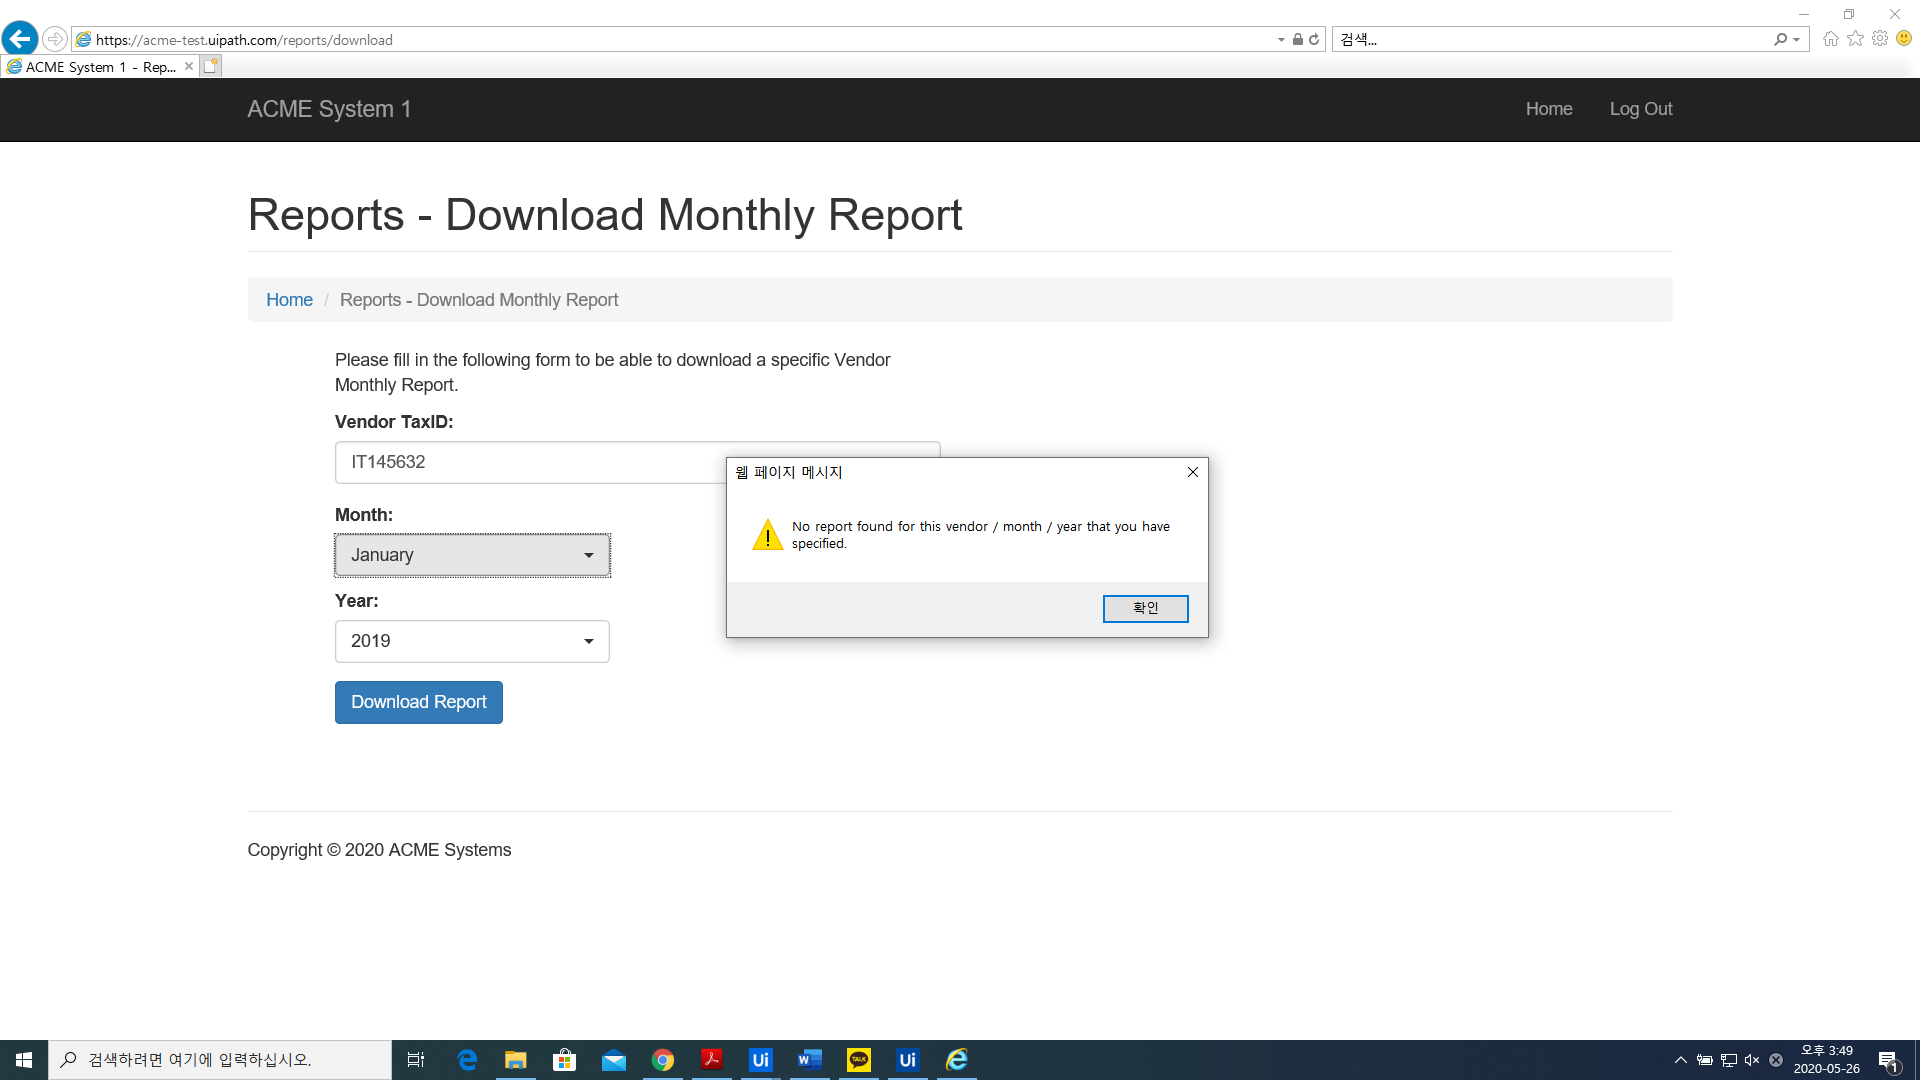 https://acme-test.uipath.com/reports/download
검색...
ACME System 1 - Rep...
ACME System 1
Home
Log Out
Reports - Download Monthly Report
Home / Reports - Download Monthly Report
Please fill in the following form to be able to download a specific Vendor
Monthly Report.
Vendor TaxID:
IT145632
웹 페이지 메시지
No report found for this vendor / month / year that you have
specified.
확인
Month:
January
Year:
2019
Download Report
Copyright © 2020 ACME Systems
검색하려면 여기에 입력하십시오.
Ui
W
TALK
Ui
오후 3:49
2020-05-26
1